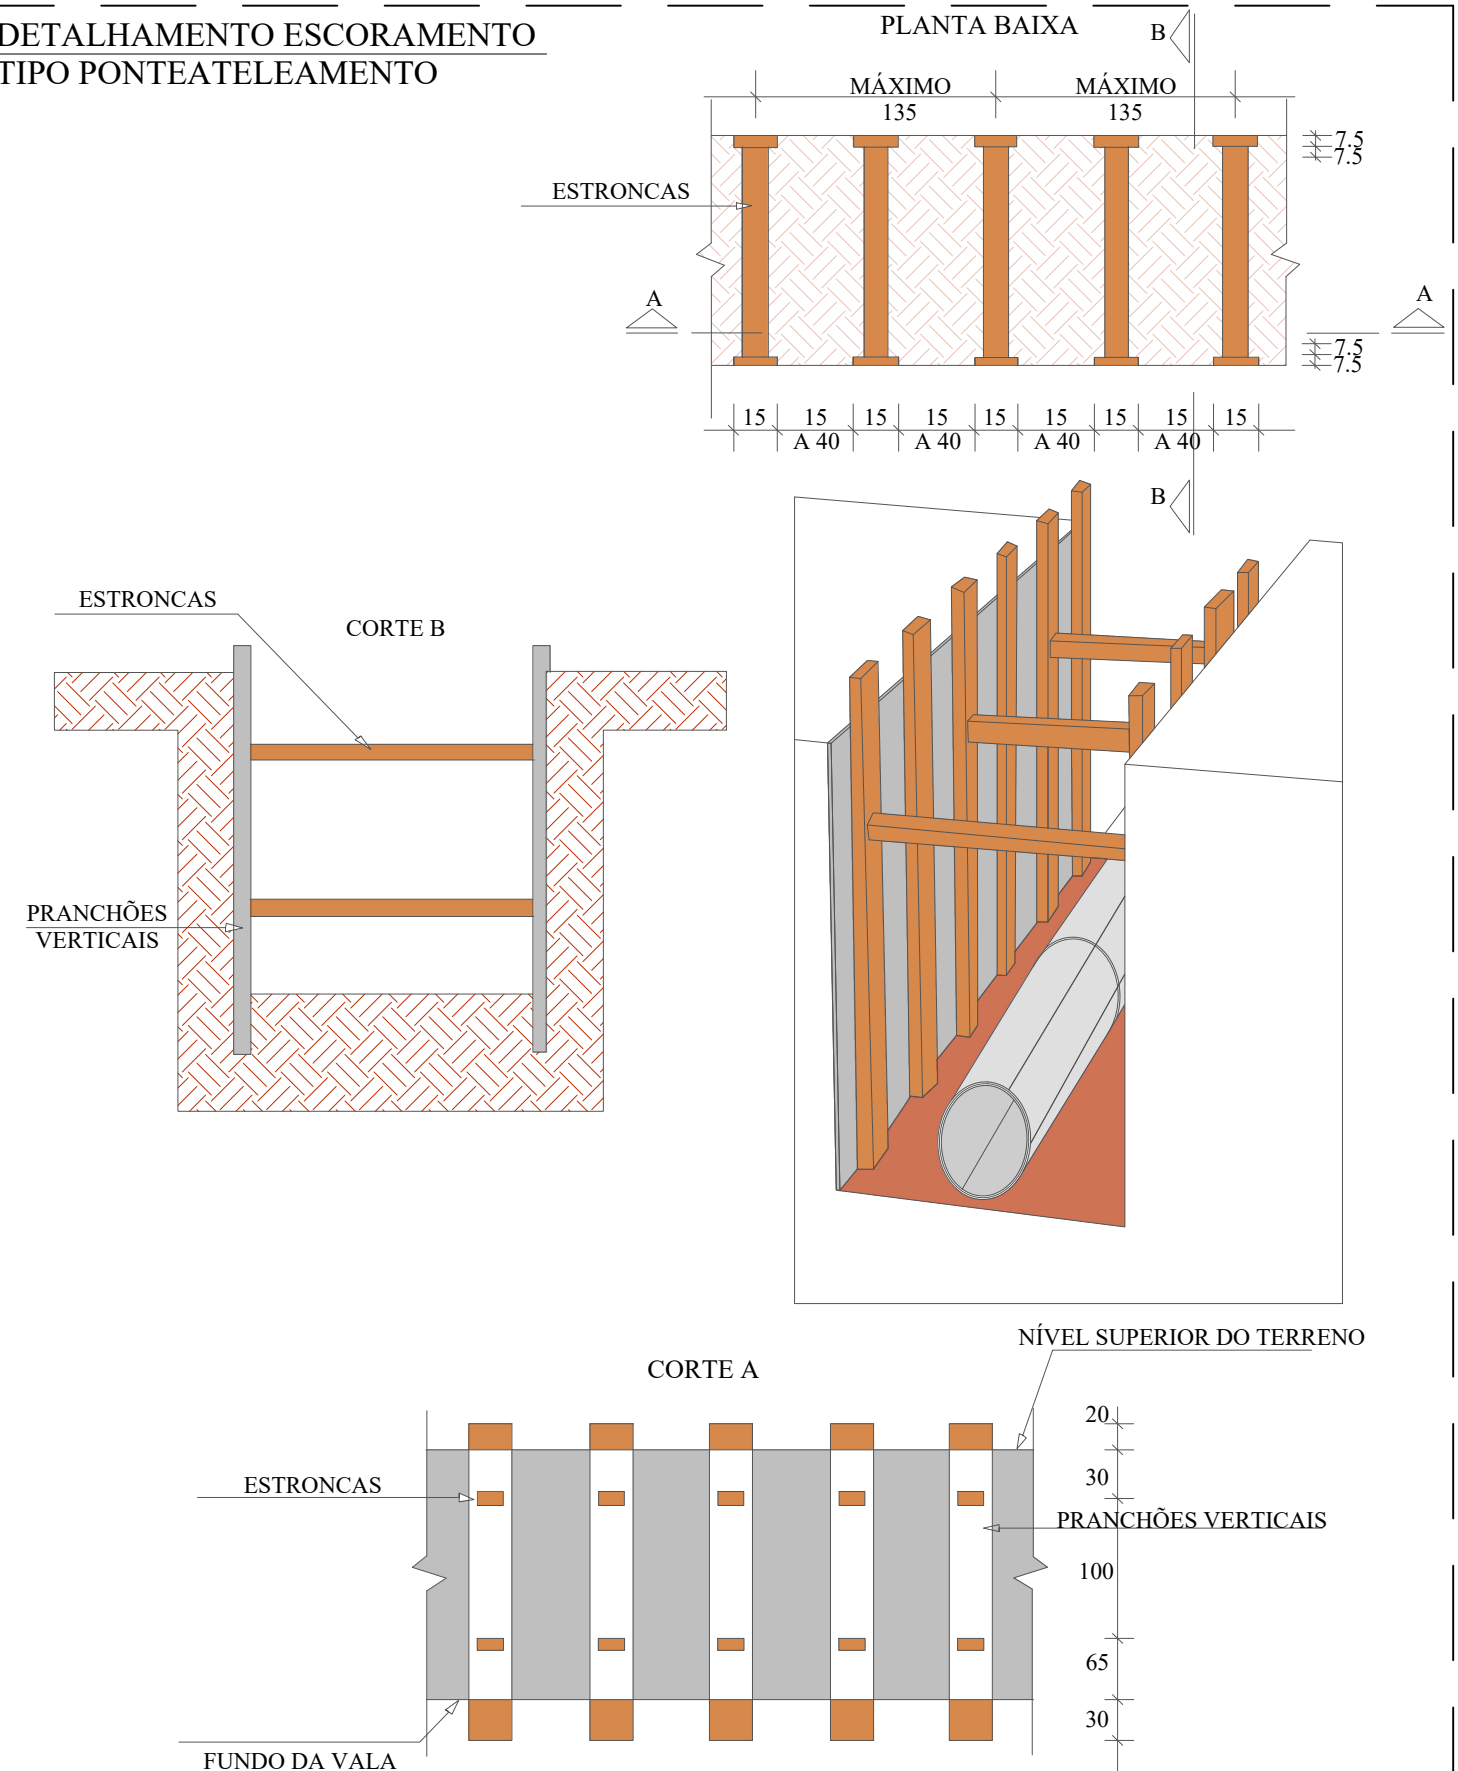 DETALHAMENTO ESCORAMENTO
TIPO PONTEATELEAMENTO
PLANTA BAIXA
B
MÁXIMO
135
MÁXIMO
135
7.5
7.5
ESTRONCAS
A
A
7.5
7.5
15
15
A 40
15
15
A 40
15
15
A 40
15
15
A 40
15
B
ESTRONCAS
CORTE B
PRANCHÕES
VERTICAIS
NÍVEL SUPERIOR DO TERRENO
CORTE A
20
30
ESTRONCAS
PRANCHÕES VERTICAIS
100
65
30
FUNDO DA VALA